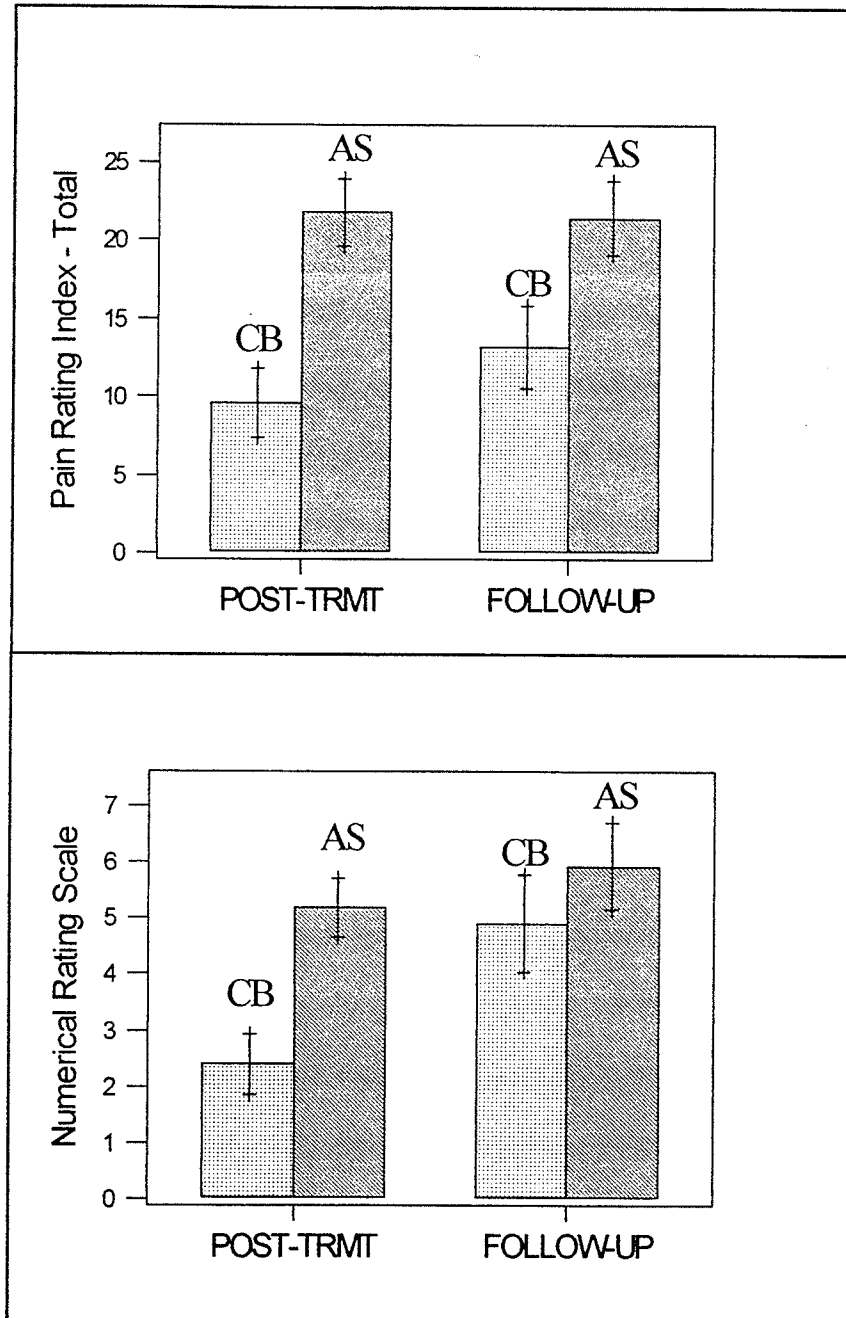 Pain Rating Index - Total
25
20
15
10
5
0
CB
AS
CB
AS
POST-TRMT
FOLLOW-UP
Numerical Rating Scale
7
6
5
4
3
2
1
0
CB
AS
CB
AS
POST-TRMT
FOLLOW-UP